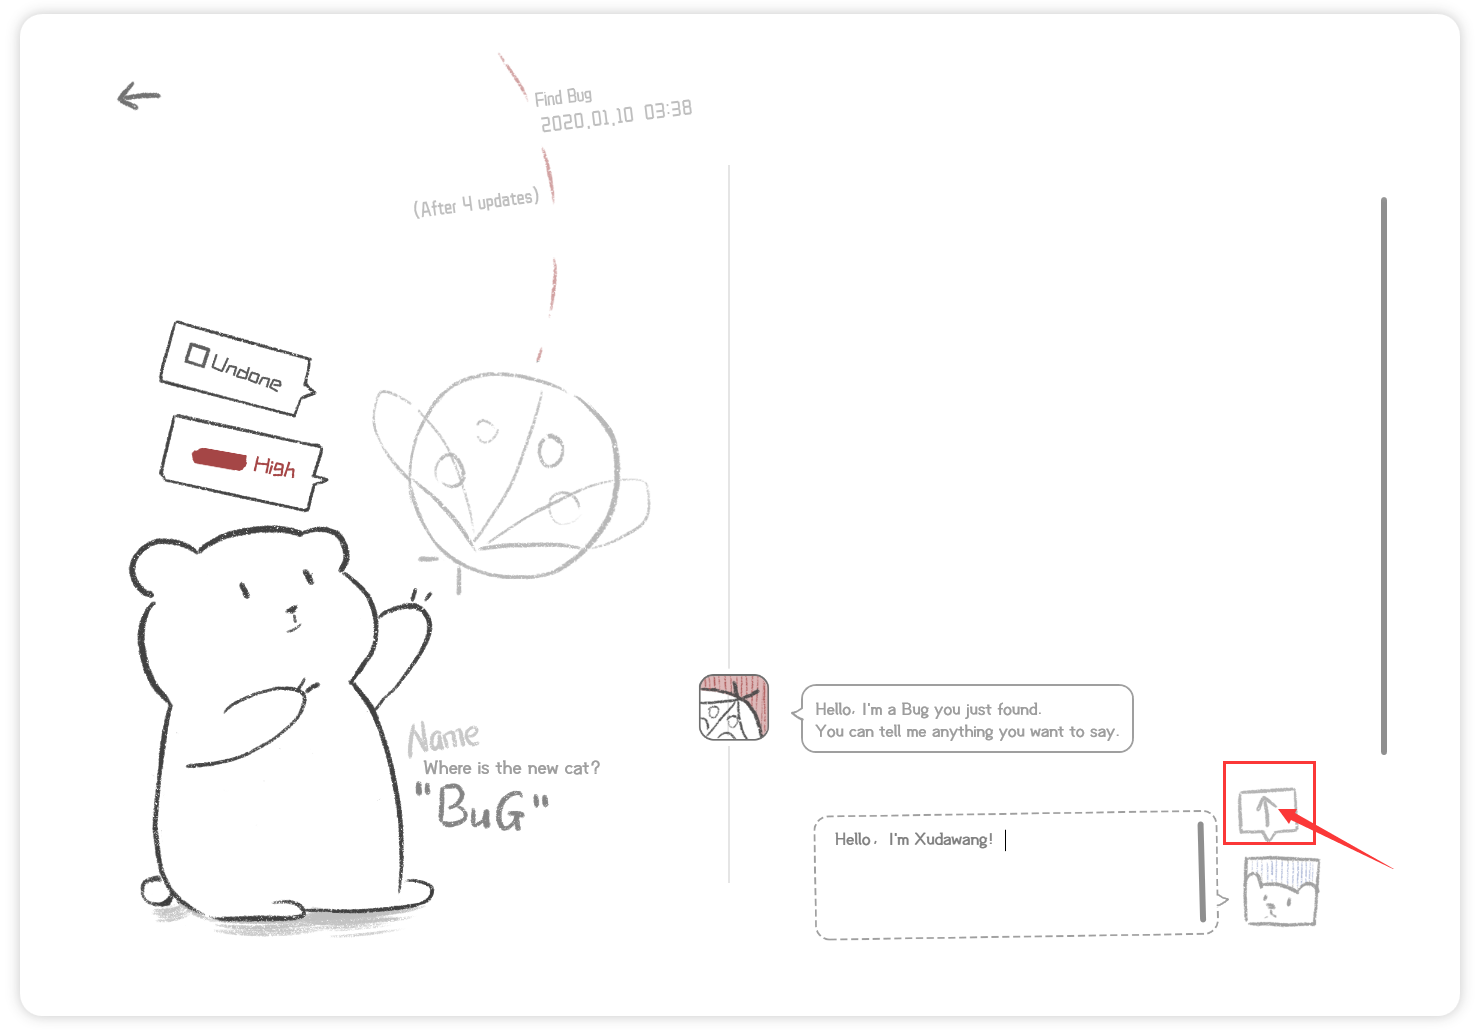 Find Bug
2020.01.10 03:38
(After 4 updates)
Undone
High
Name
Where is the new cat?
"BuG"
Hello, I'm a Bug you just found.
You can tell me anything you want to say.
Hello, I'm Xudawang!